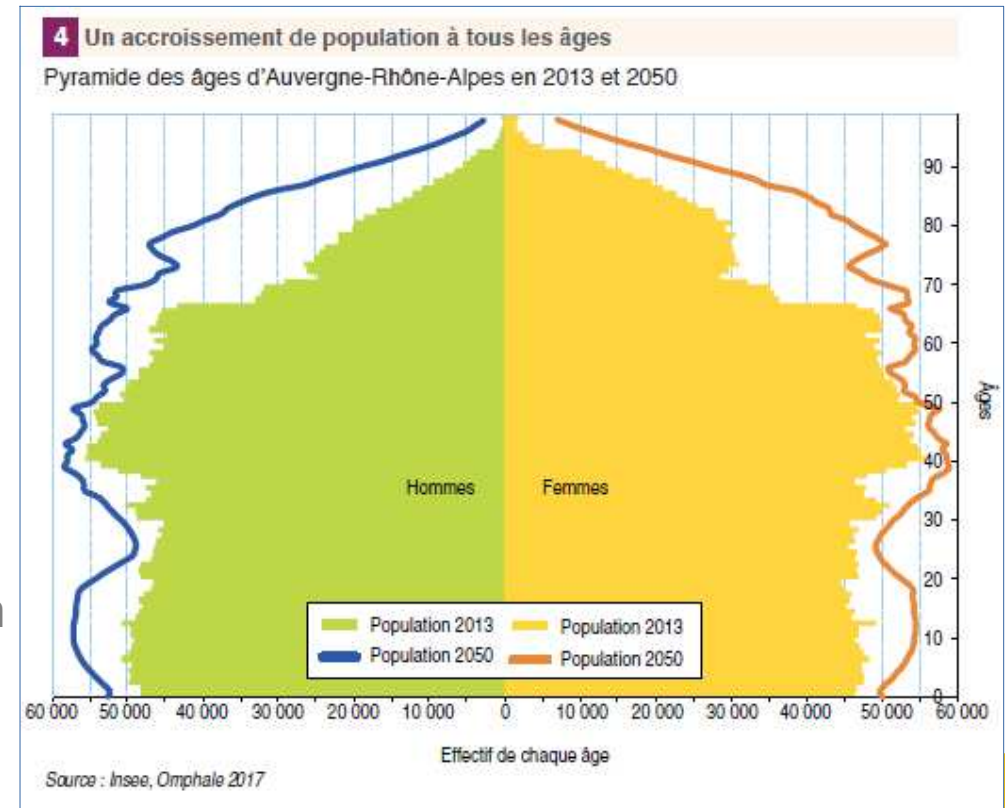 4 Un accroissement de population à tous les âges
Pyramide des âges d'Auvergne-Rhône-Alpes en 2013 et 2050
90
80
70
60
50
40
30
20
10
0
Âges
Hommes Femmes
Population 2013 Population 2013
Population 2050 Population 2050
60 000 50 000 40 000 30 000 20 000 10 000 0 10 000 20 000 30 000 40 000 50 000 60 000
Effectif de chaque âge
Source : Insee, Omphale 2017